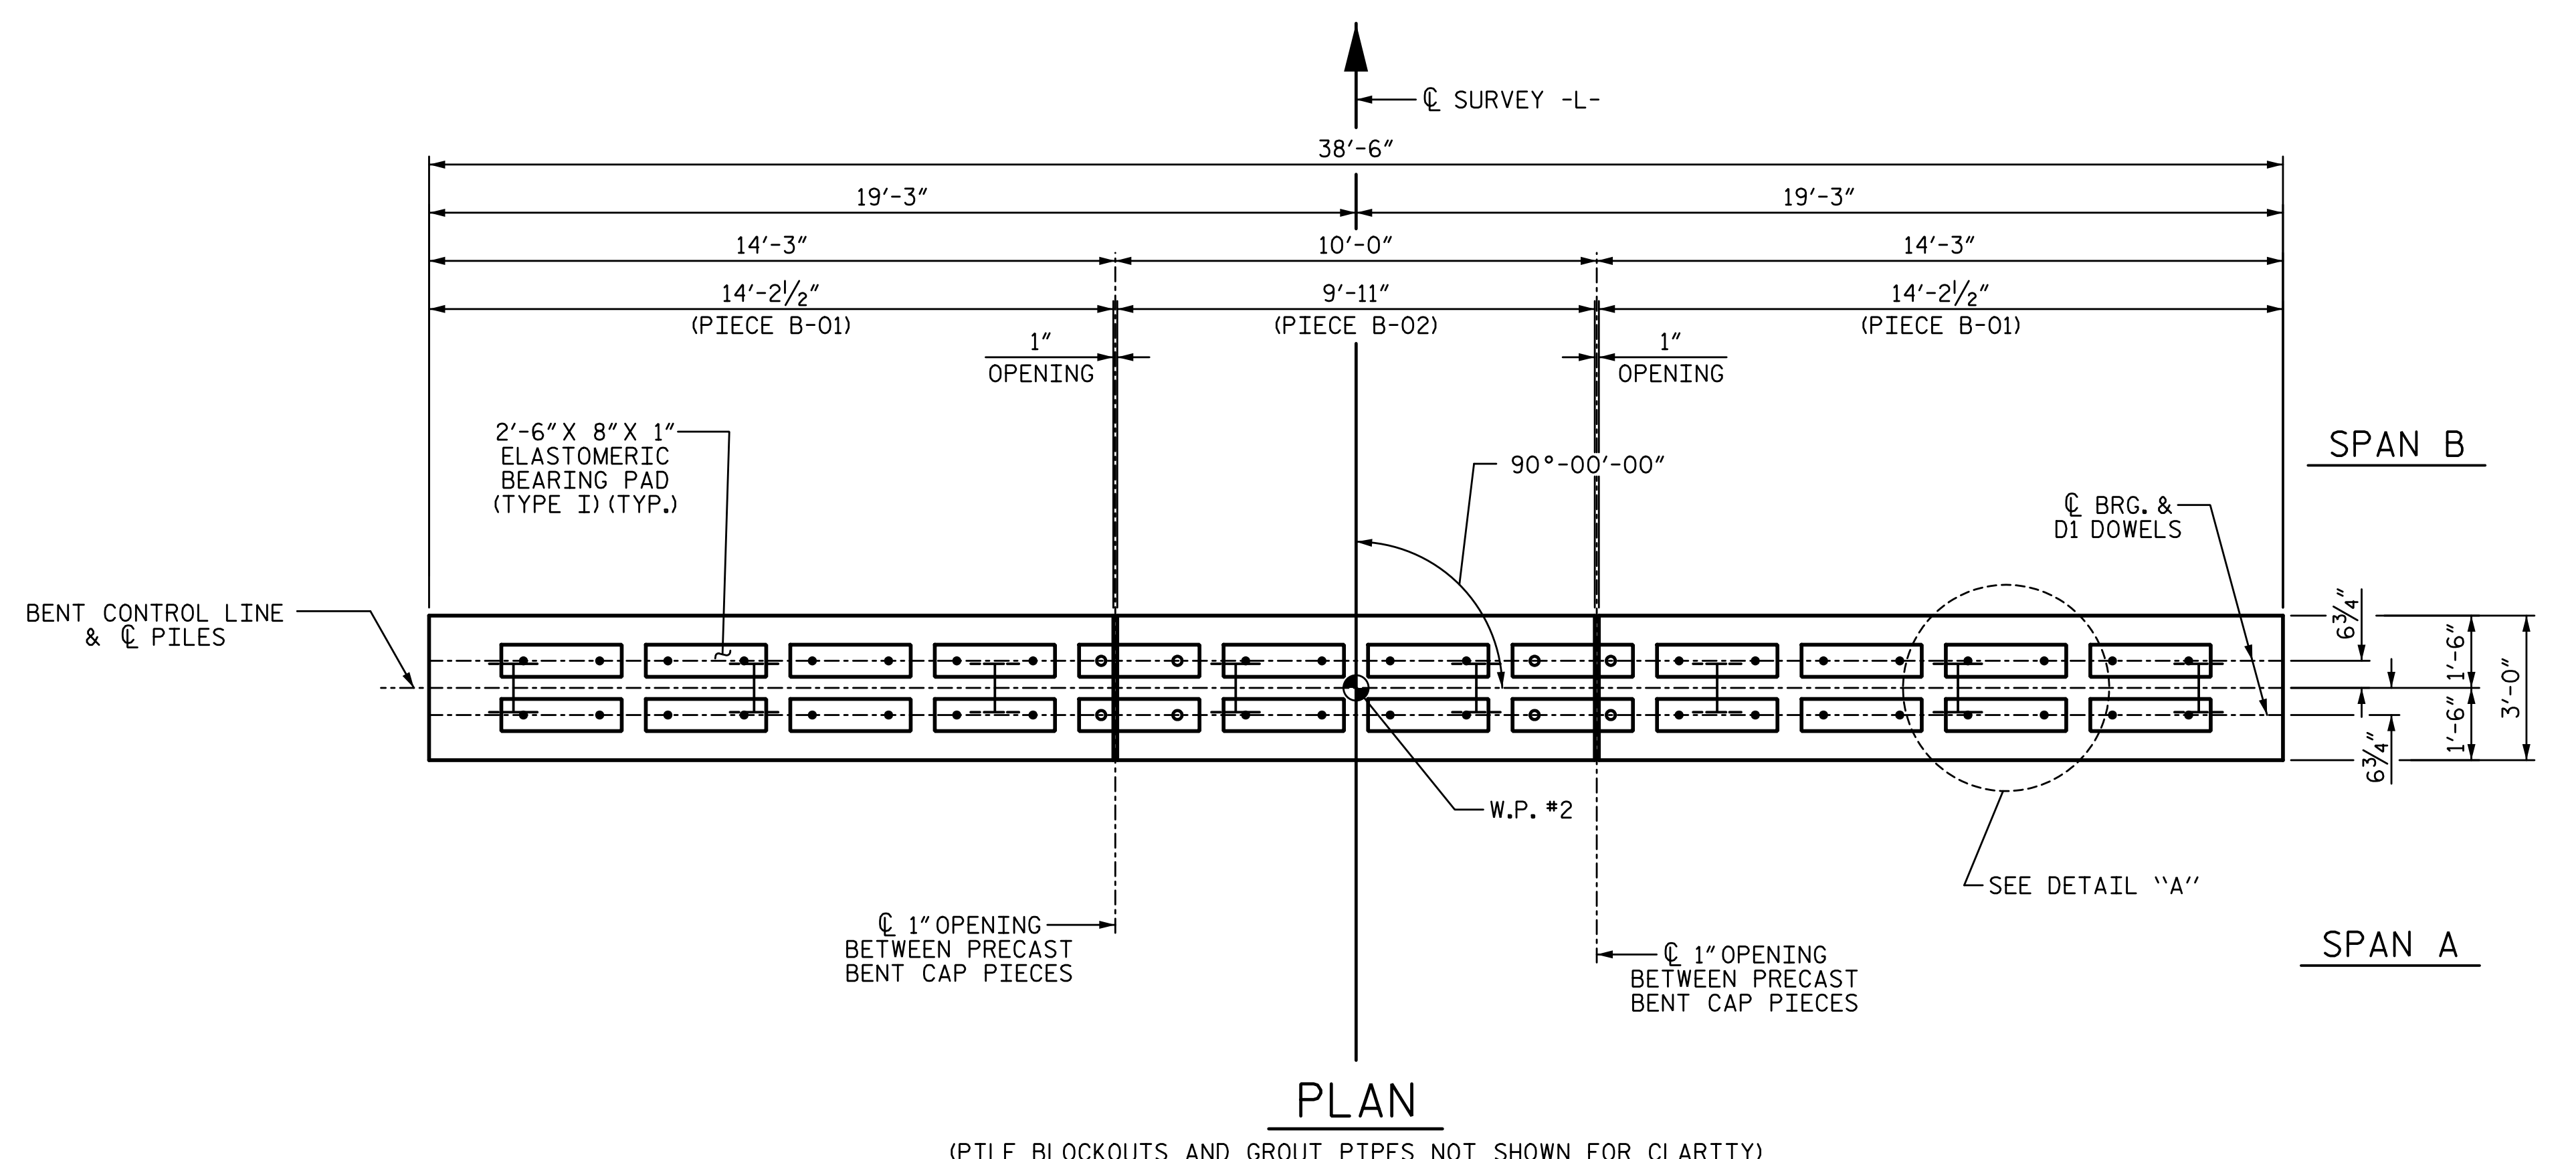 ℄ SURVEY -L-
38'-6"
19'-3"
19'-3"
14'-3"
10'-0"
14'-3"
14'-2½"
9'-11"
14'-2½"
(PIECE B-01)
(PIECE B-02)
(PIECE B-01)
1"
OPENING
1"
OPENING
2'-6" X 8" X 1"
ELASTOMERIC
BEARING PAD
(TYPE I) (TYP.)
90°-00'-00"
SPAN B
℄ BRG. &
D1 DOWELS
BENT CONTROL LINE
& ℄ PILES
6¾"
1'-6"
3'-0"
1'-6"
6¾"
W.P. #2
SEE DETAIL "A"
℄ 1" OPENING
BETWEEN PRECAST
BENT CAP PIECES
℄ 1" OPENING
BETWEEN PRECAST
BENT CAP PIECES
SPAN A
PLAN
(PILE BLOCKOUTS AND GROUT PIPES NOT SHOWN FOR CLARITY)